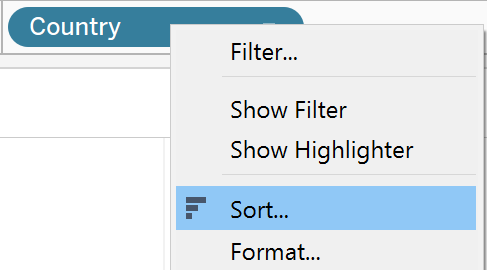 Country
Filter...
Show Filter
Show Highlighter
Sort...
Format...